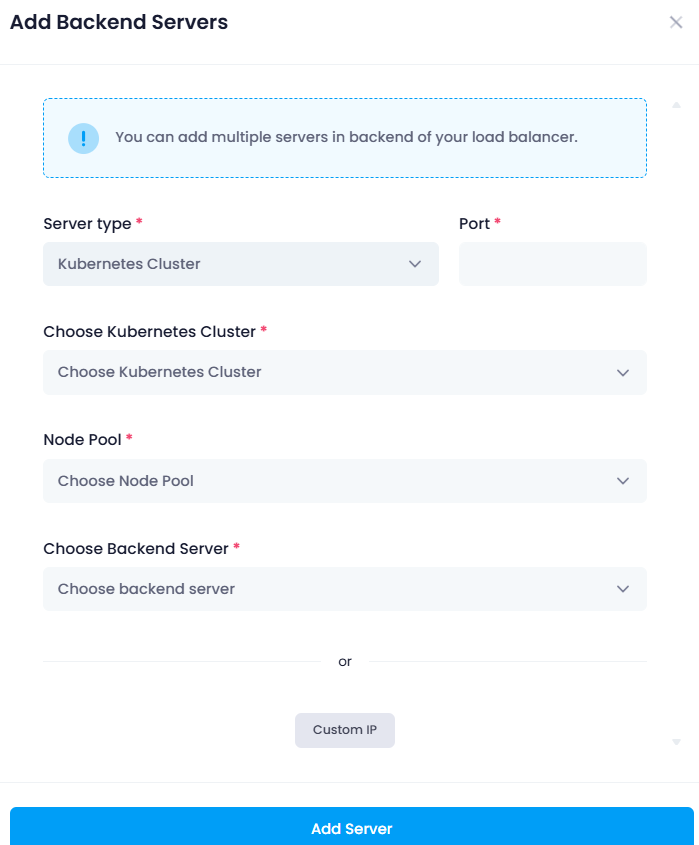 Add Backend Servers
You can add multiple servers in backend of your load balancer.
Server type *
Port *
Kubernetes Cluster
Choose Kubernetes Cluster *
Choose Kubernetes Cluster
Node Pool *
Choose Node Pool
Choose Backend Server *
Choose backend server
or
Custom IP
Add Server